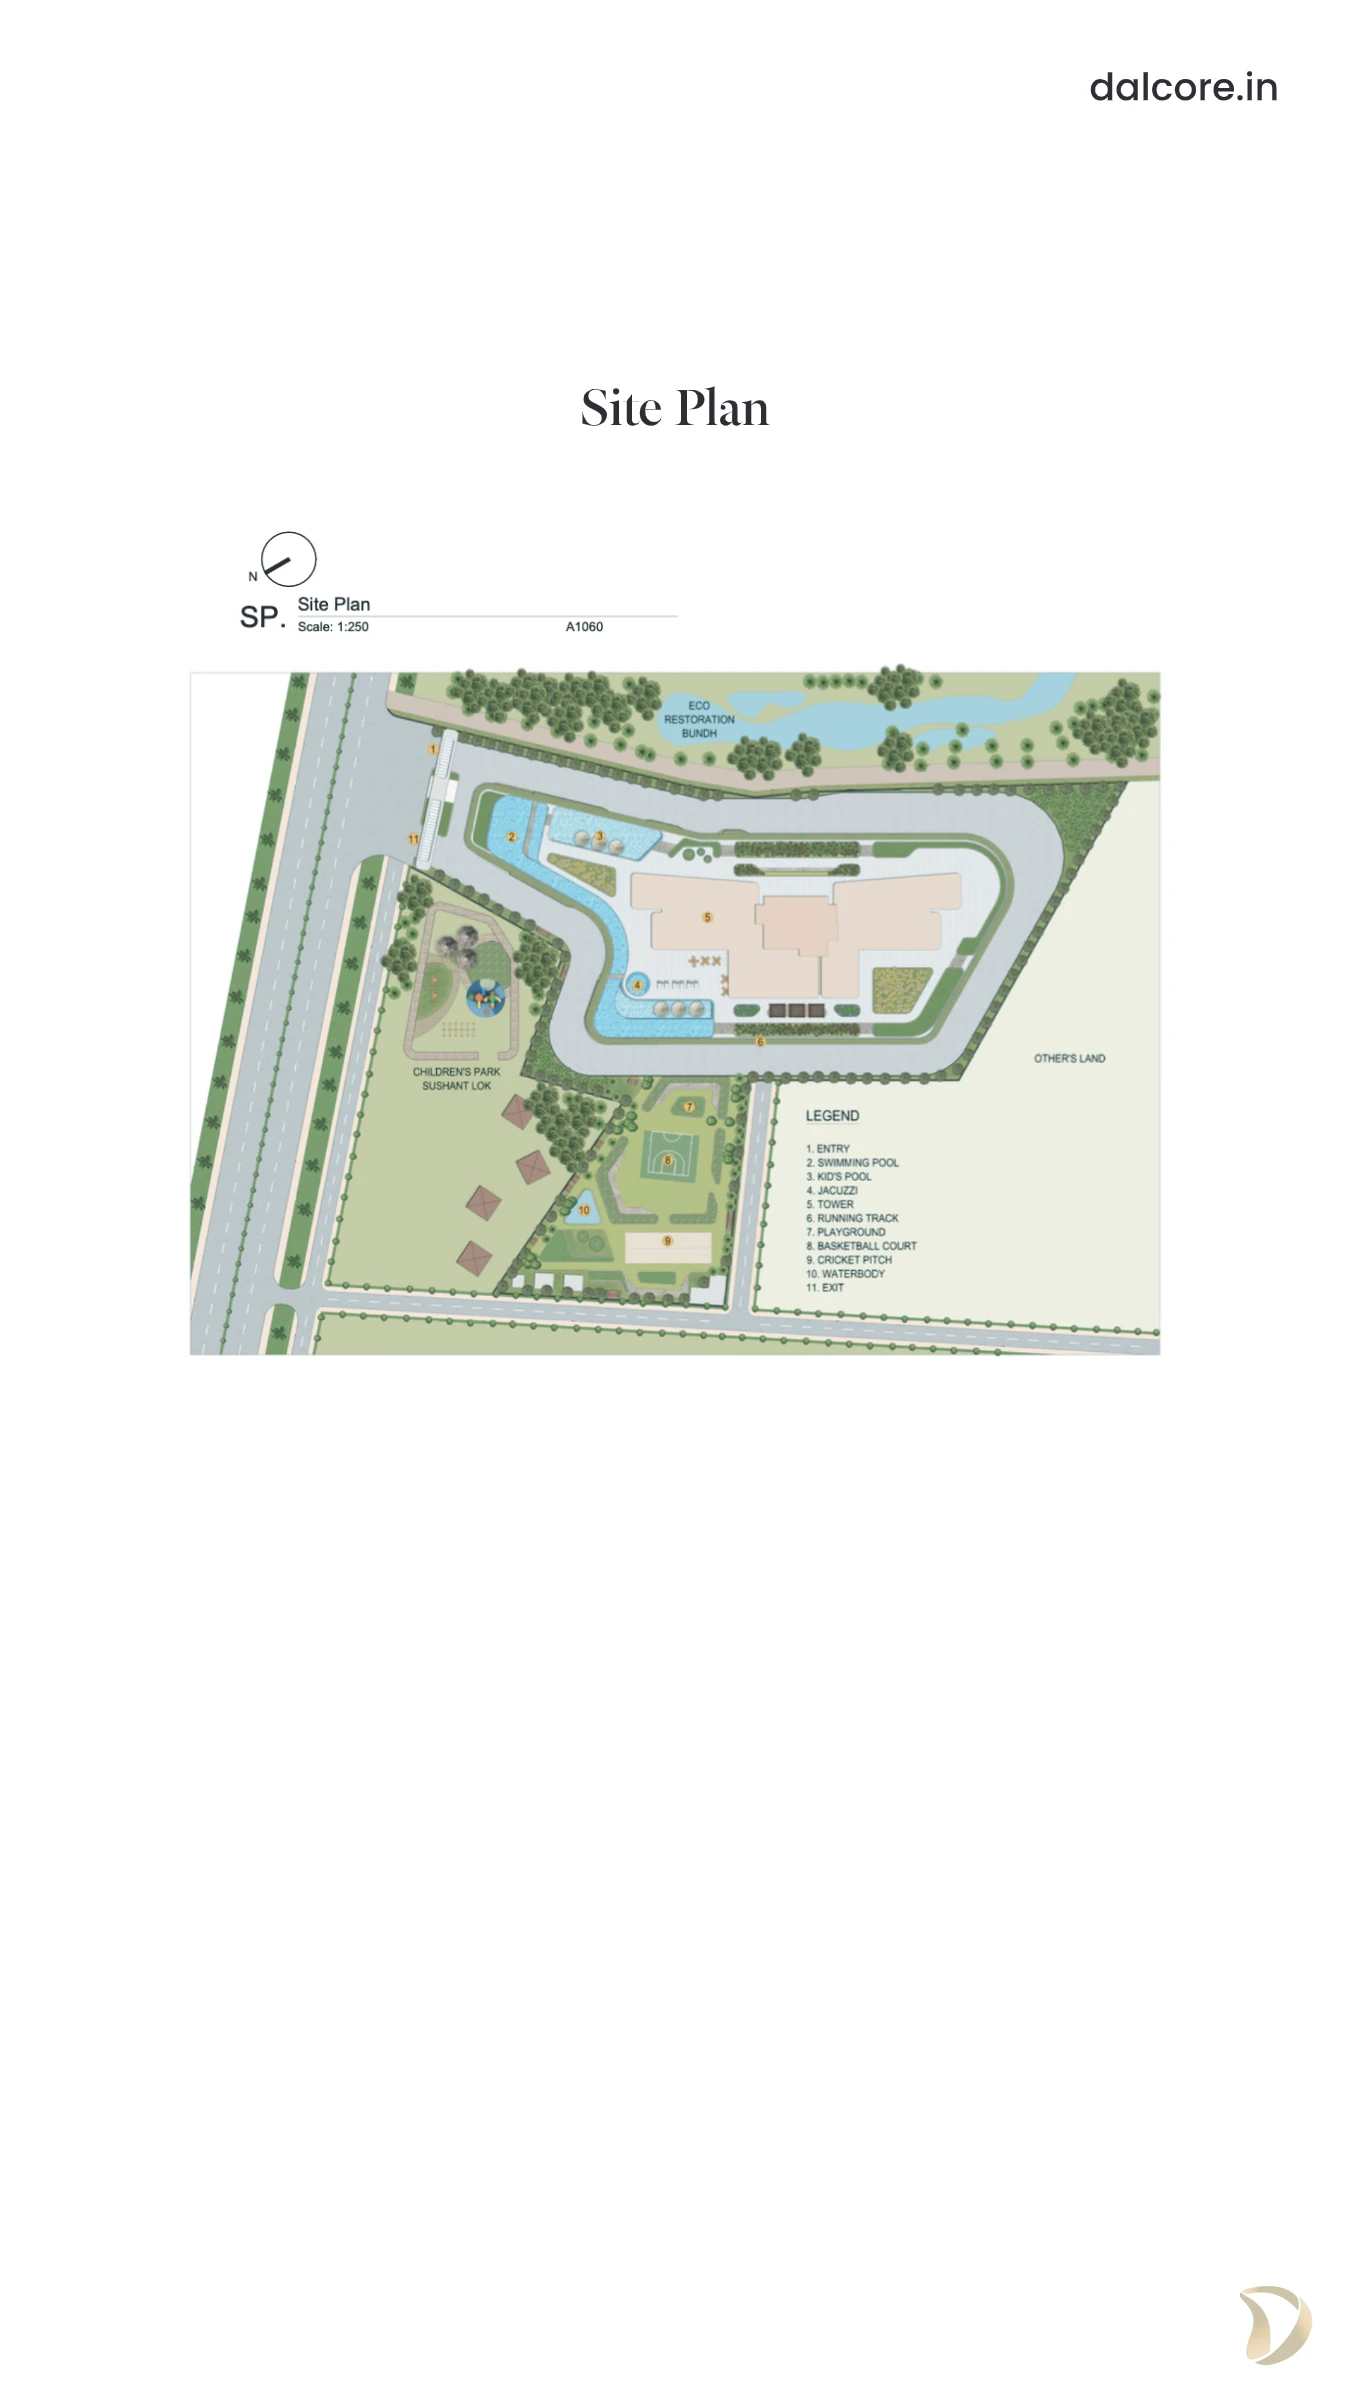 dalcore.in
Site Plan
N
SP.
Site Plan
Scale: 1:250
A1060
ECO
RESTORATION
BUNDH
1
11
2
3
5
4
6
CHILDREN'S PARK
SUSHANT LOK
OTHER'S LAND
7
8
10
9
LEGEND
1. ENTRY
2. SWIMMING POOL
3. KID'S POOL
4. JACUZZI
5. TOWER
6. RUNNING TRACK
7. PLAYGROUND
8. BASKETBALL COURT
9. CRICKET PITCH
10. WATERBODY
11. EXIT